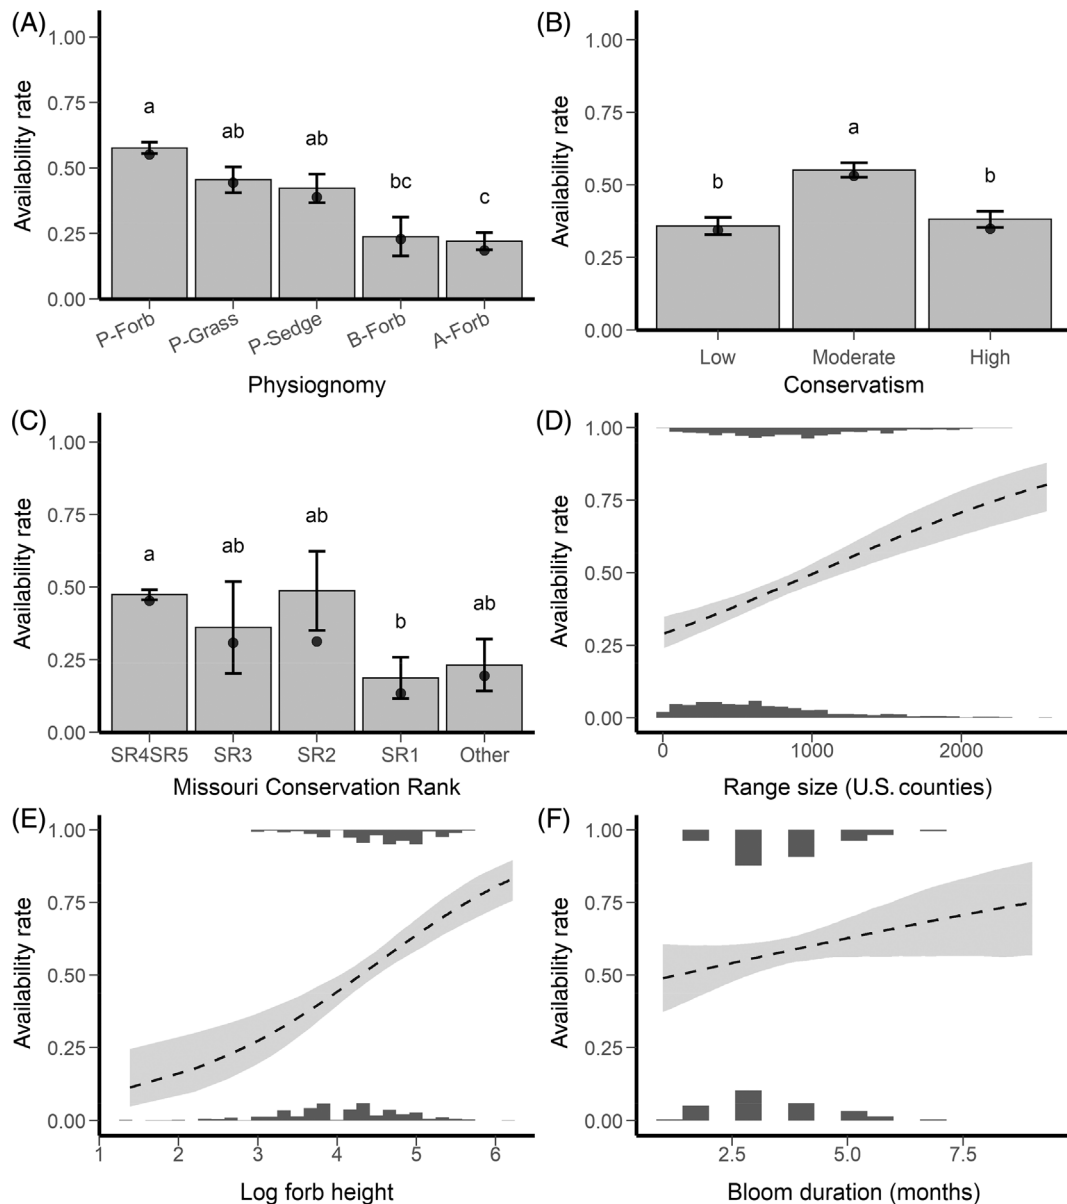 (A)
Availability rate
1.00
0.75
0.50
0.25
0.00
a
ab
ab
bc
c
P-Forb
P-Grass
P-Sedge
B-Forb
A-Forb
Physiognomy
(B)
Availability rate
1.00
0.75
0.50
0.25
0.00
b
a
b
Low
Moderate
High
Conservatism
(C)
Availability rate
1.00
0.75
0.50
0.25
0.00
a
ab
ab
b
ab
SR4SR5
SR3
SR2
SR1
Other
Missouri Conservation Rank
(D)
Availability rate
1.00
0.75
0.50
0.25
0.00
0
1000
2000
Range size (U.S. counties)
(E)
Availability rate
1.00
0.75
0.50
0.25
0.00
1
2
3
4
5
6
Log forb height
(F)
Availability rate
1.00
0.75
0.50
0.25
0.00
2.5
5.0
7.5
Bloom duration (months)